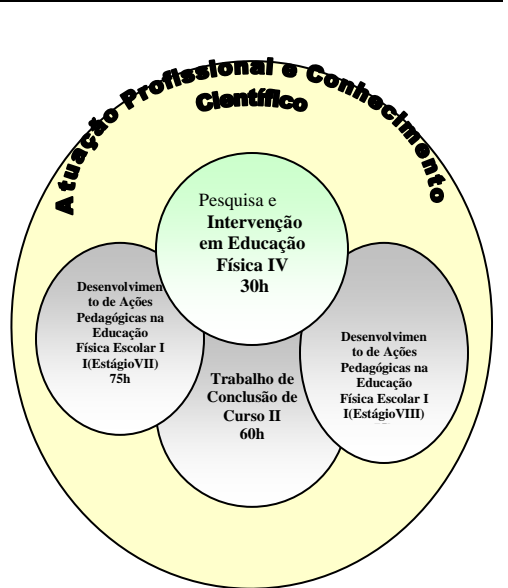 Atuação Profissional e Conhecimento
Científico
Pesquisa e
Intervenção
em Educação
Física IV
30h
Desenvolvimen
to de Ações
Pedagógicas na
Educação
Física Escolar I
I(EstágioVII)
75h
Trabalho de
Conclusão de
Curso II
60h
Desenvolvimen
to de Ações
Pedagógicas na
Educação
Física Escolar I
I(EstágioVIII)